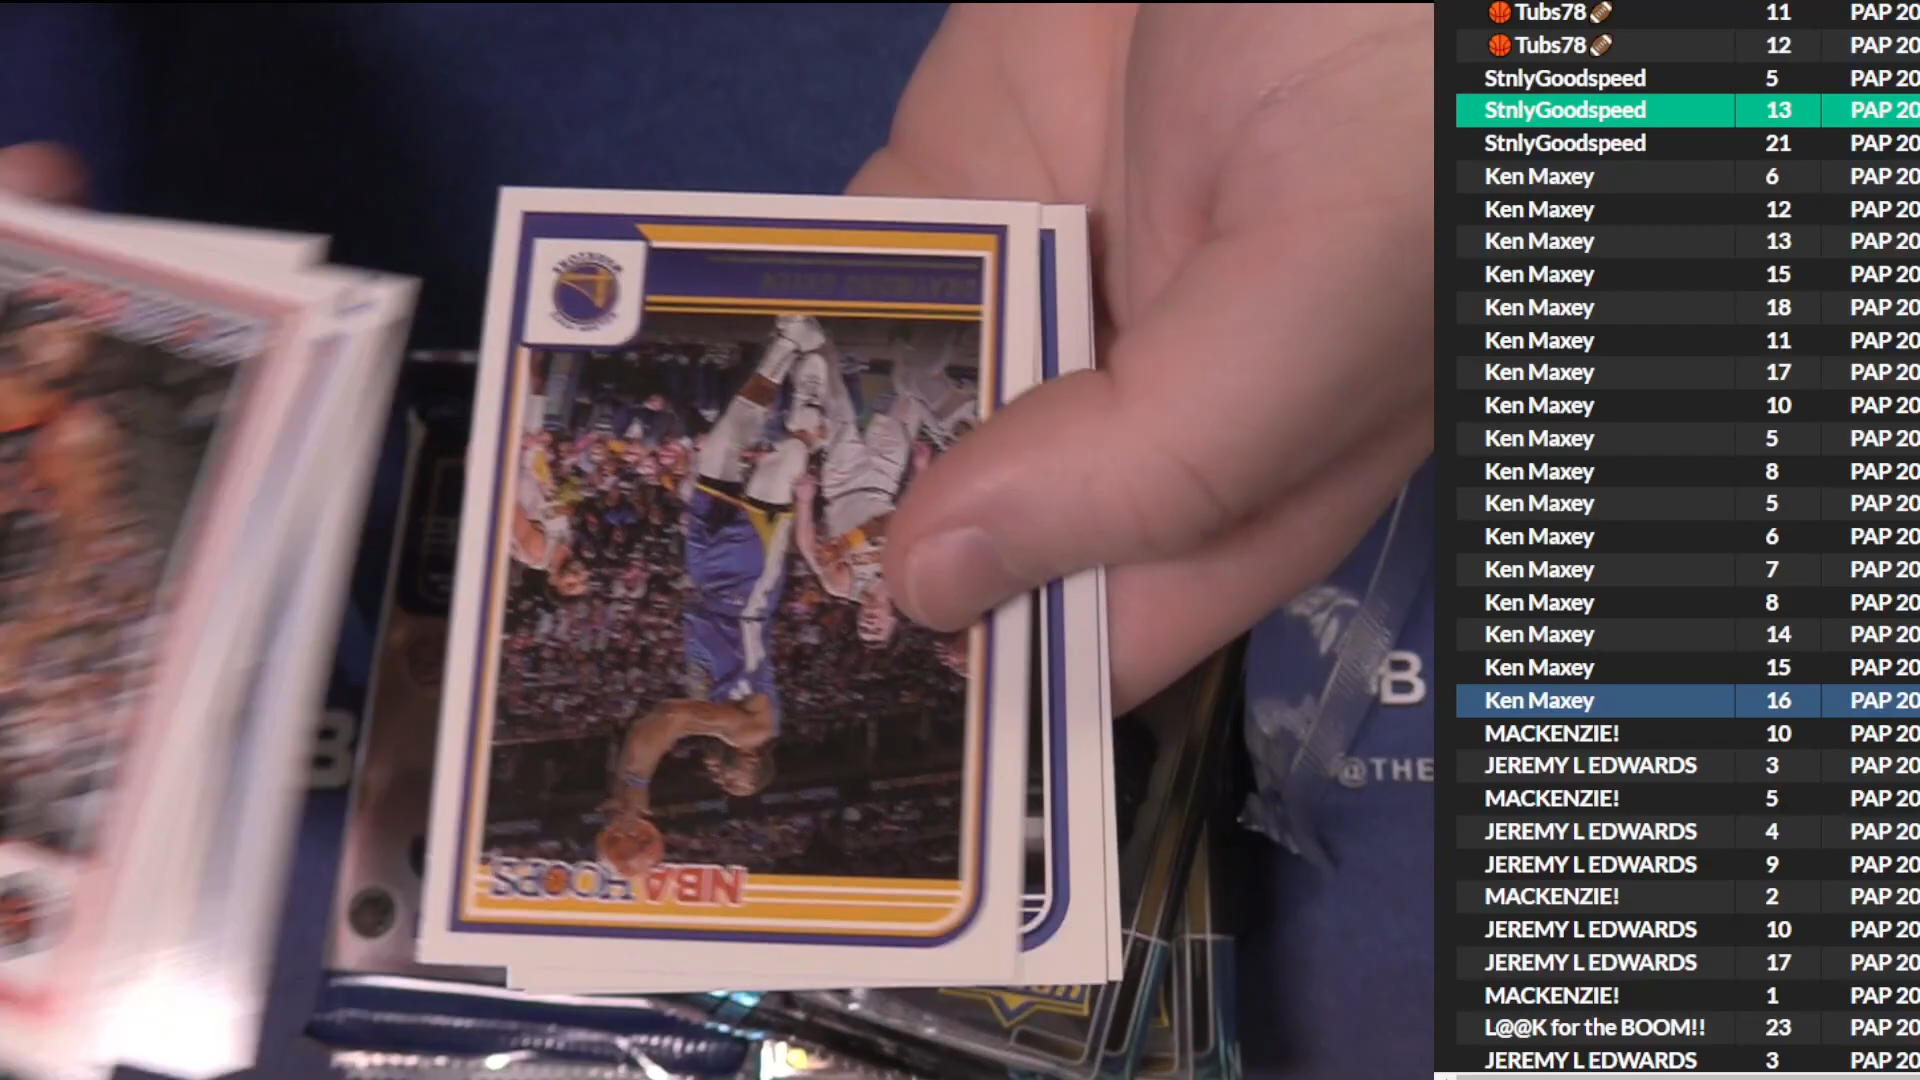 DRAYMOND GREEN
NBA HOOPS
B
B
@THE
🏀 Tubs78 🏈 11 PAP 20
🏀 Tubs78 🏈 12 PAP 20
StnlyGoodspeed 5 PAP 20
StnlyGoodspeed 13 PAP 20
StnlyGoodspeed 21 PAP 20
Ken Maxey 6 PAP 20
Ken Maxey 12 PAP 20
Ken Maxey 13 PAP 20
Ken Maxey 15 PAP 20
Ken Maxey 18 PAP 20
Ken Maxey 11 PAP 20
Ken Maxey 17 PAP 20
Ken Maxey 10 PAP 20
Ken Maxey 5 PAP 20
Ken Maxey 8 PAP 20
Ken Maxey 5 PAP 20
Ken Maxey 6 PAP 20
Ken Maxey 7 PAP 20
Ken Maxey 8 PAP 20
Ken Maxey 14 PAP 20
Ken Maxey 15 PAP 20
Ken Maxey 16 PAP 20
MACKENZIE! 10 PAP 20
JEREMY L EDWARDS 3 PAP 20
MACKENZIE! 5 PAP 20
JEREMY L EDWARDS 4 PAP 20
JEREMY L EDWARDS 9 PAP 20
MACKENZIE! 2 PAP 20
JEREMY L EDWARDS 10 PAP 20
JEREMY L EDWARDS 17 PAP 20
MACKENZIE! 1 PAP 20
L@@K for the BOOM!! 23 PAP 20
JEREMY L EDWARDS 3 PAP 20